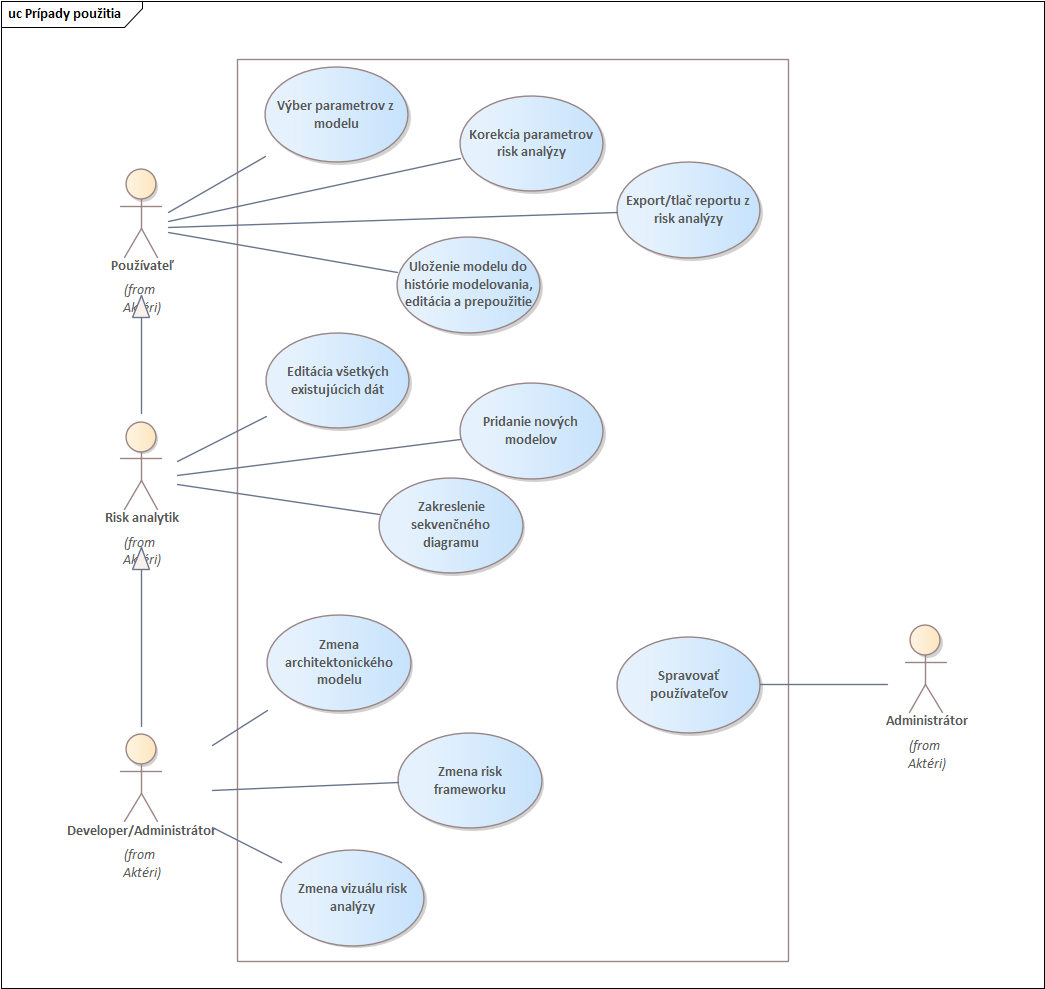 uc Prípady použitia
Výber parametrov z
modelu
Korekcia parametrov
risk analýzy
Export/tlač reportu z
risk analýzy
Používateľ
(from
Aktéri)
Uloženie modelu do
histórie modelovania,
editácia a prepoužitie
Editácia všetkých
existujúcich dát
Pridanie nových
modelov
Risk analytik
(from
Aktéri)
Zakreslenie
sekvenčného
diagramu
Zmena
architektonického
modelu
Spravovať
používateľov
Administrátor
(from
Aktéri)
Zmena risk
frameworku
Developer/Administrátor
(from
Aktéri)
Zmena vizuálu risk
analýzy